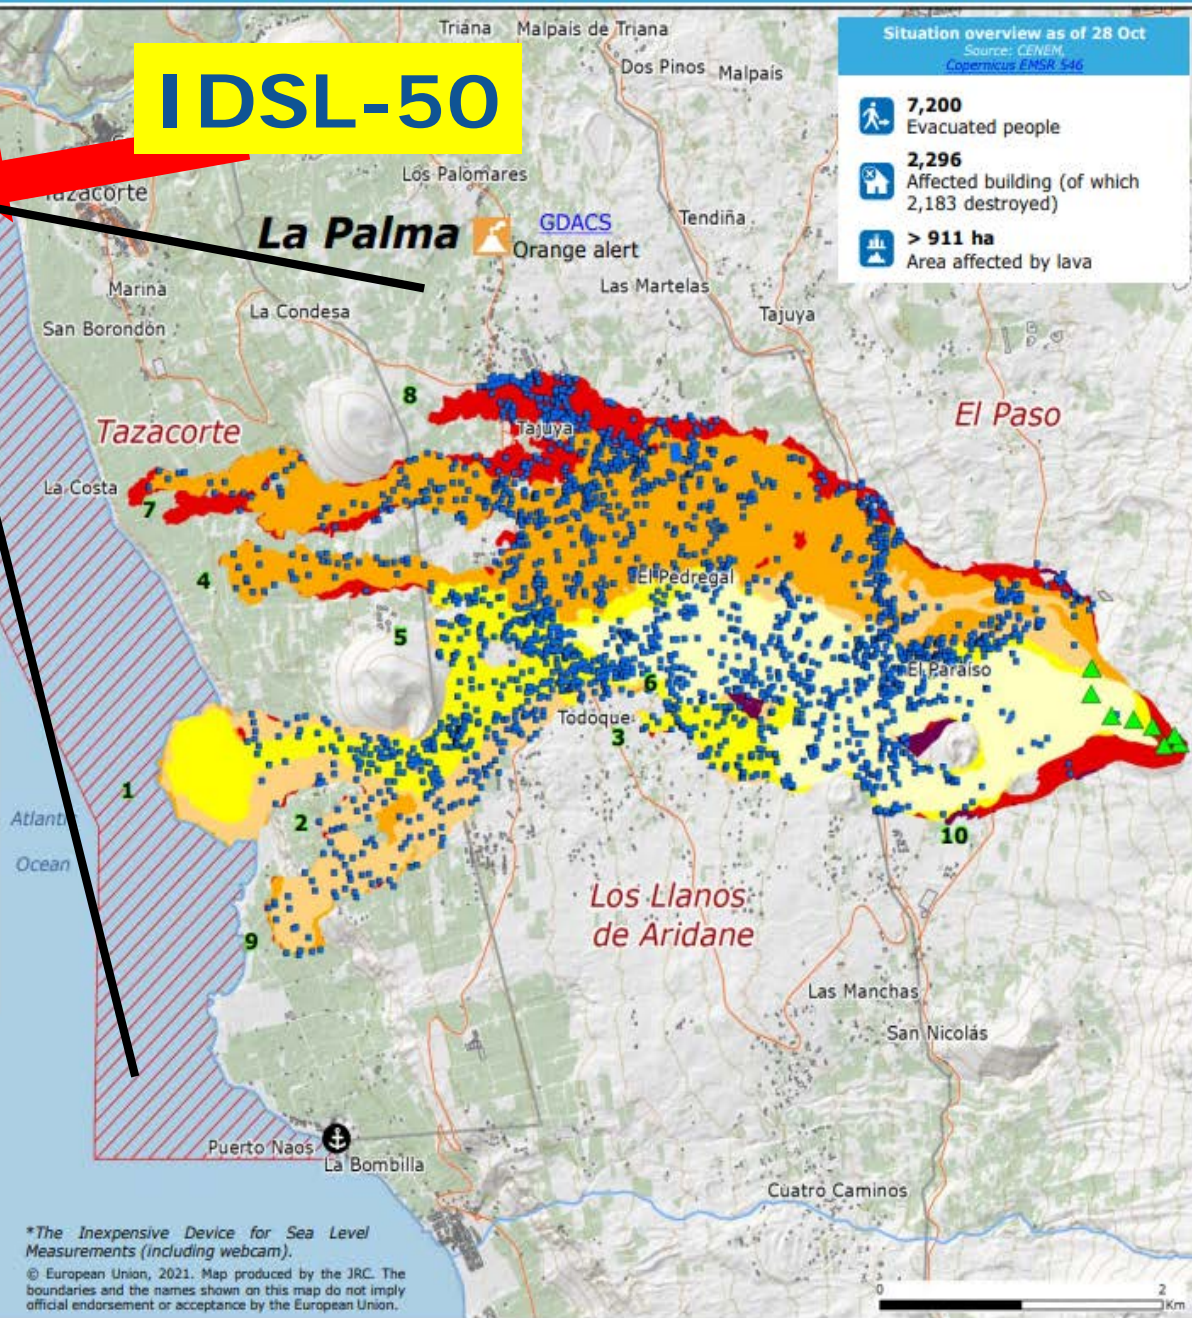 Triana Malpaís de Triana
Dos Pinos Malpaís
IDSL-50
Situation overview as of 28 Oct
Source: CENEM,
Copernicus EMSR 546
7,200
Evacuated people
2,296
Affected building (of which
2,183 destroyed)
> 911 ha
Area affected by lava
Tazacorte
Los Palomares
La Palma
GDACS
Orange alert
Tendiña
Marina
Las Martelas
La Condesa
Tajuya
San Borondón
8
El Paso
Tazacorte
Tajuya
La Costa
7
4
El Pedregal
5
El Paraíso
6
Todoque
3
1
2
Atlantic
Ocean
10
Los Llanos
de Aridane
9
Las Manchas
San Nicolás
Puerto Naos
La Bombilla
Cuatro Caminos
*The Inexpensive Device for Sea Level
Measurements (including webcam).
© European Union, 2021. Map produced by the JRC. The
boundaries and the names shown on this map do not imply
official endorsement or acceptance by the European Union.
0 2
Km